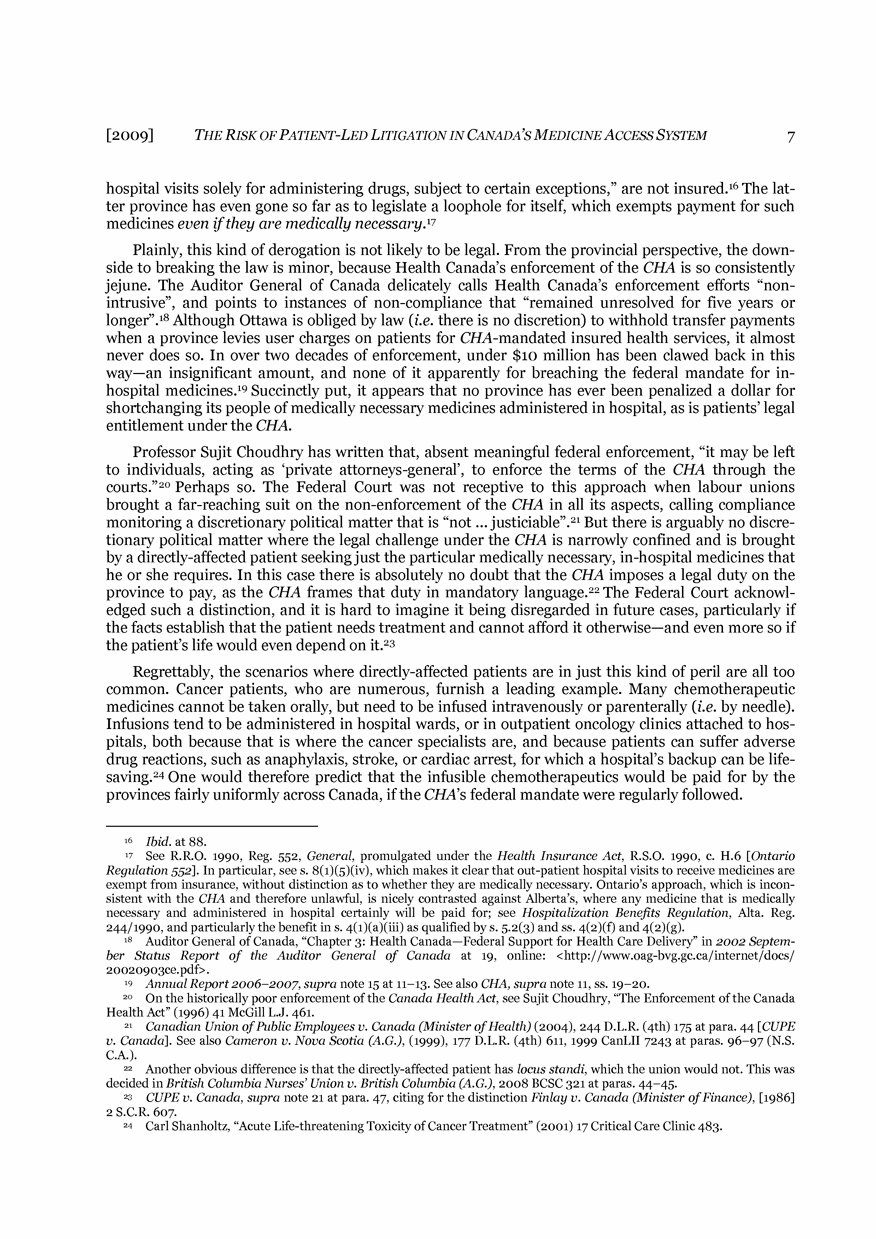 [2009] THE RISK OF PATIENT-LED LITIGATION IN CANADA'S MEDICINE ACCESS SYSTEM 7
hospital visits solely for administering drugs, subject to certain exceptions,” are not insured.16 The lat-
ter province has even gone so far as to legislate a loophole for itself, which exempts payment for such
medicines even if they are medically necessary.17
Plainly, this kind of derogation is not likely to be legal. From the provincial perspective, the down-
side to breaking the law is minor, because Health Canada’s enforcement of the CHA is so consistently
jejune. The Auditor General of Canada delicately calls Health Canada’s enforcement efforts “non-
intrusive”, and points to instances of non-compliance that “remained unresolved for five years or
longer”.18 Although Ottawa is obliged by law (i.e. there is no discretion) to withhold transfer payments
when a province levies user charges on patients for CHA-mandated insured health services, it almost
never does so. In over two decades of enforcement, under $10 million has been clawed back in this
way—an insignificant amount, and none of it apparently for breaching the federal mandate for in-
hospital medicines.19 Succinctly put, it appears that no province has ever been penalized a dollar for
shortchanging its people of medically necessary medicines administered in hospital, as is patients’ legal
entitlement under the CHA.
Professor Sujit Choudhry has written that, absent meaningful federal enforcement, “it may be left
to individuals, acting as ‘private attorneys-general’, to enforce the terms of the CHA through the
courts.”20 Perhaps so. The Federal Court was not receptive to this approach when labour unions
brought a far-reaching suit on the non-enforcement of the CHA in all its aspects, calling compliance
monitoring a discretionary political matter that is “not ... justiciable”.21 But there is arguably no discre-
tionary political matter where the legal challenge under the CHA is narrowly confined and is brought
by a directly-affected patient seeking just the particular medically necessary, in-hospital medicines that
he or she requires. In this case there is absolutely no doubt that the CHA imposes a legal duty on the
province to pay, as the CHA frames that duty in mandatory language.22 The Federal Court acknowl-
edged such a distinction, and it is hard to imagine it being disregarded in future cases, particularly if
the facts establish that the patient needs treatment and cannot afford it otherwise—and even more so if
the patient’s life would even depend on it.23
Regrettably, the scenarios where directly-affected patients are in just this kind of peril are all too
common. Cancer patients, who are numerous, furnish a leading example. Many chemotherapeutic
medicines cannot be taken orally, but need to be infused intravenously or parenterally (i.e. by needle).
Infusions tend to be administered in hospital wards, or in outpatient oncology clinics attached to hos-
pitals, both because that is where the cancer specialists are, and because patients can suffer adverse
drug reactions, such as anaphylaxis, stroke, or cardiac arrest, for which a hospital’s backup can be life-
saving.24 One would therefore predict that the infusible chemotherapeutics would be paid for by the
provinces fairly uniformly across Canada, if the CHA’s federal mandate were regularly followed.
16 Ibid. at 88.
17 See R.R.O. 1990, Reg. 552, General, promulgated under the Health Insurance Act, R.S.O. 1990, c. H.6 [Ontario
Regulation 552]. In particular, see s. 8(1)(5)(iv), which makes it clear that out-patient hospital visits to receive medicines are
exempt from insurance, without distinction as to whether they are medically necessary. Ontario’s approach, which is incon-
sistent with the CHA and therefore unlawful, is nicely contrasted against Alberta’s, where any medicine that is medically
necessary and administered in hospital certainly will be paid for; see Hospitalization Benefits Regulation, Alta. Reg.
244/1990, and particularly the benefit in s. 4(1)(a)(iii) as qualified by s. 5.2(3) and ss. 4(2)(f) and 4(2)(g).
18 Auditor General of Canada, “Chapter 3: Health Canada—Federal Support for Health Care Delivery” in 2002 Septem-
ber Status Report of the Auditor General of Canada at 19, online: <http://www.oag-bvg.gc.ca/internet/docs/
20020903ce.pdf>.
19 Annual Report 2006–2007, supra note 15 at 11–13. See also CHA, supra note 11, ss. 19–20.
20 On the historically poor enforcement of the Canada Health Act, see Sujit Choudhry, “The Enforcement of the Canada
Health Act” (1996) 41 McGill L.J. 461.
21 Canadian Union of Public Employees v. Canada (Minister of Health) (2004), 244 D.L.R. (4th) 175 at para. 44 [CUPE
v. Canada]. See also Cameron v. Nova Scotia (A.G.), (1999), 177 D.L.R. (4th) 611, 1999 CanLII 7243 at paras. 96–97 (N.S.
C.A.).
22 Another obvious difference is that the directly-affected patient has locus standi, which the union would not. This was
decided in British Columbia Nurses’ Union v. British Columbia (A.G.), 2008 BCSC 321 at paras. 44–45.
23 CUPE v. Canada, supra note 21 at para. 47, citing for the distinction Finlay v. Canada (Minister of Finance), [1986]
2 S.C.R. 607.
24 Carl Shanholtz, “Acute Life-threatening Toxicity of Cancer Treatment” (2001) 17 Critical Care Clinic 483.